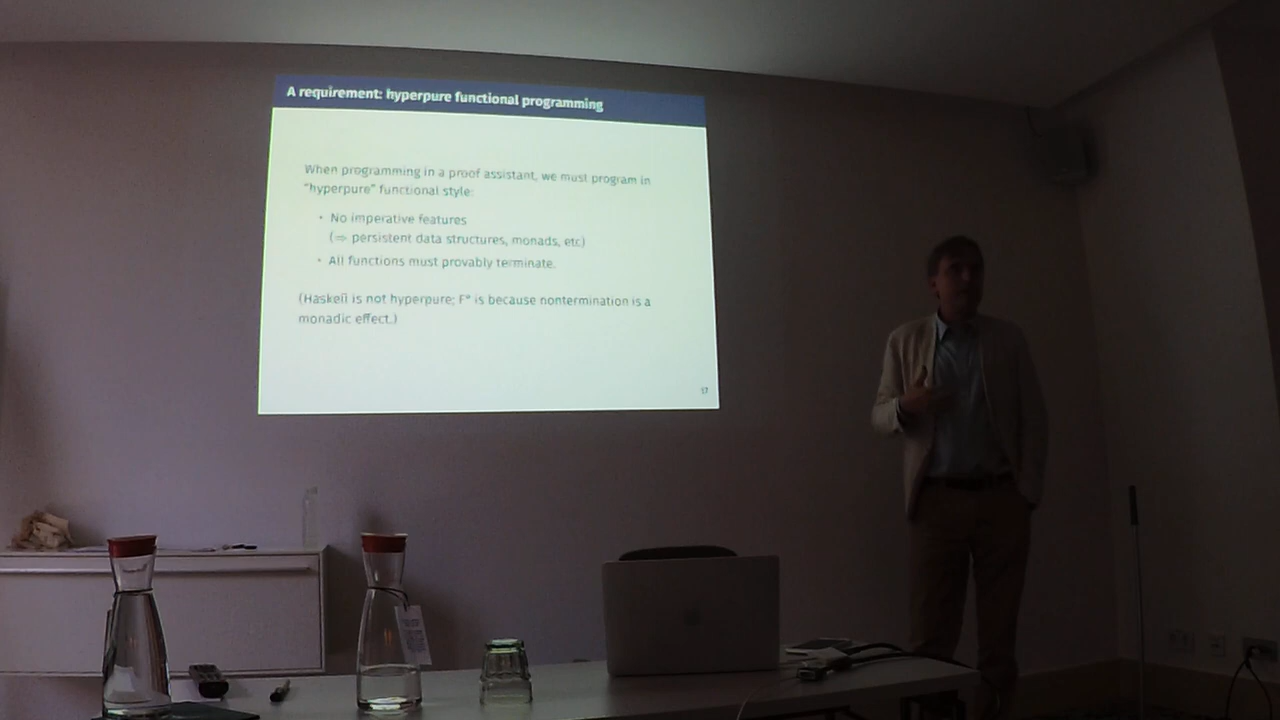 A requirement: hyperpure functional programming
When programming in a proof assistant, we must program in
"hyperpure" functional style:
• No imperative features
(⇒ persistent data structures, monads, etc)
• All functions must provably terminate.
(Haskell is not hyperpure; F* is because nontermination is a
monadic effect.)